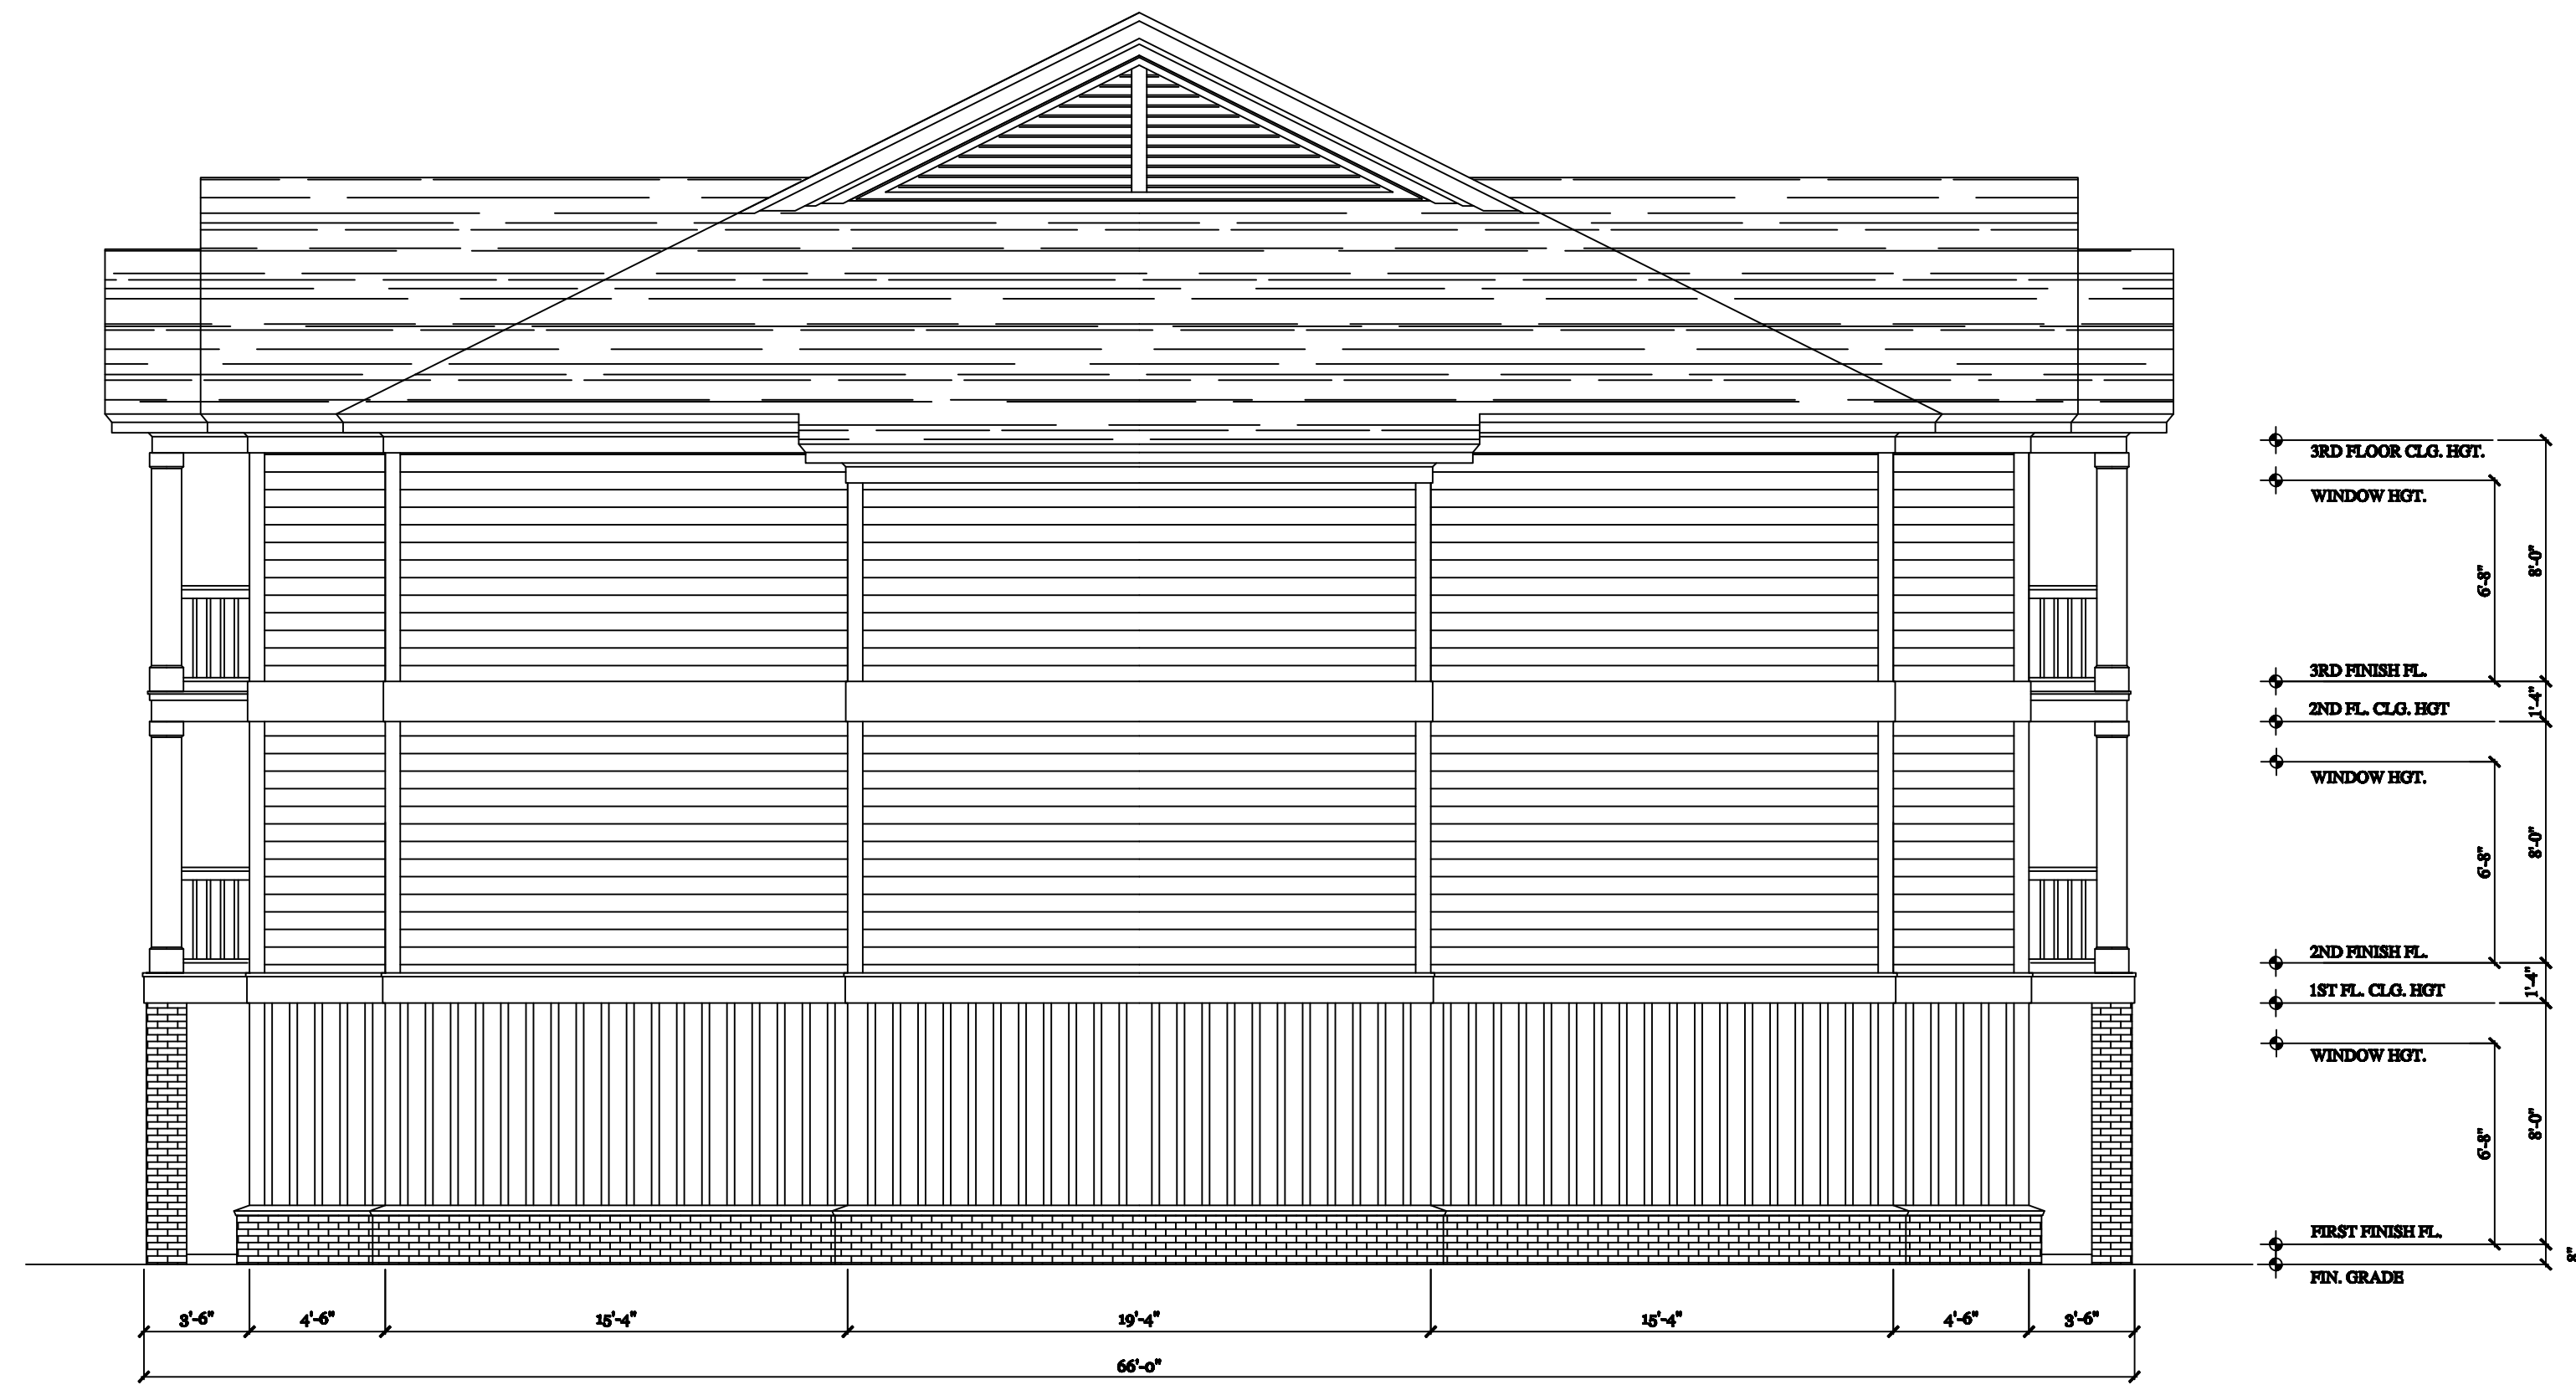 3RD FLOOR CLG. HGT.
WINDOW HGT.
8'-0"
6'-8"
3RD FINISH FL.
1'-4"
2ND FL. CLG. HGT
WINDOW HGT.
8'-0"
6'-8"
2ND FINISH FL.
1'-4"
1ST FL. CLG. HGT
WINDOW HGT.
8'-0"
6'-8"
FIRST FINISH FL.
8"
FIN. GRADE
3'-6" 4'-6" 15'-4" 19'-4" 15'-4" 4'-6" 3'-6"
66'-0"